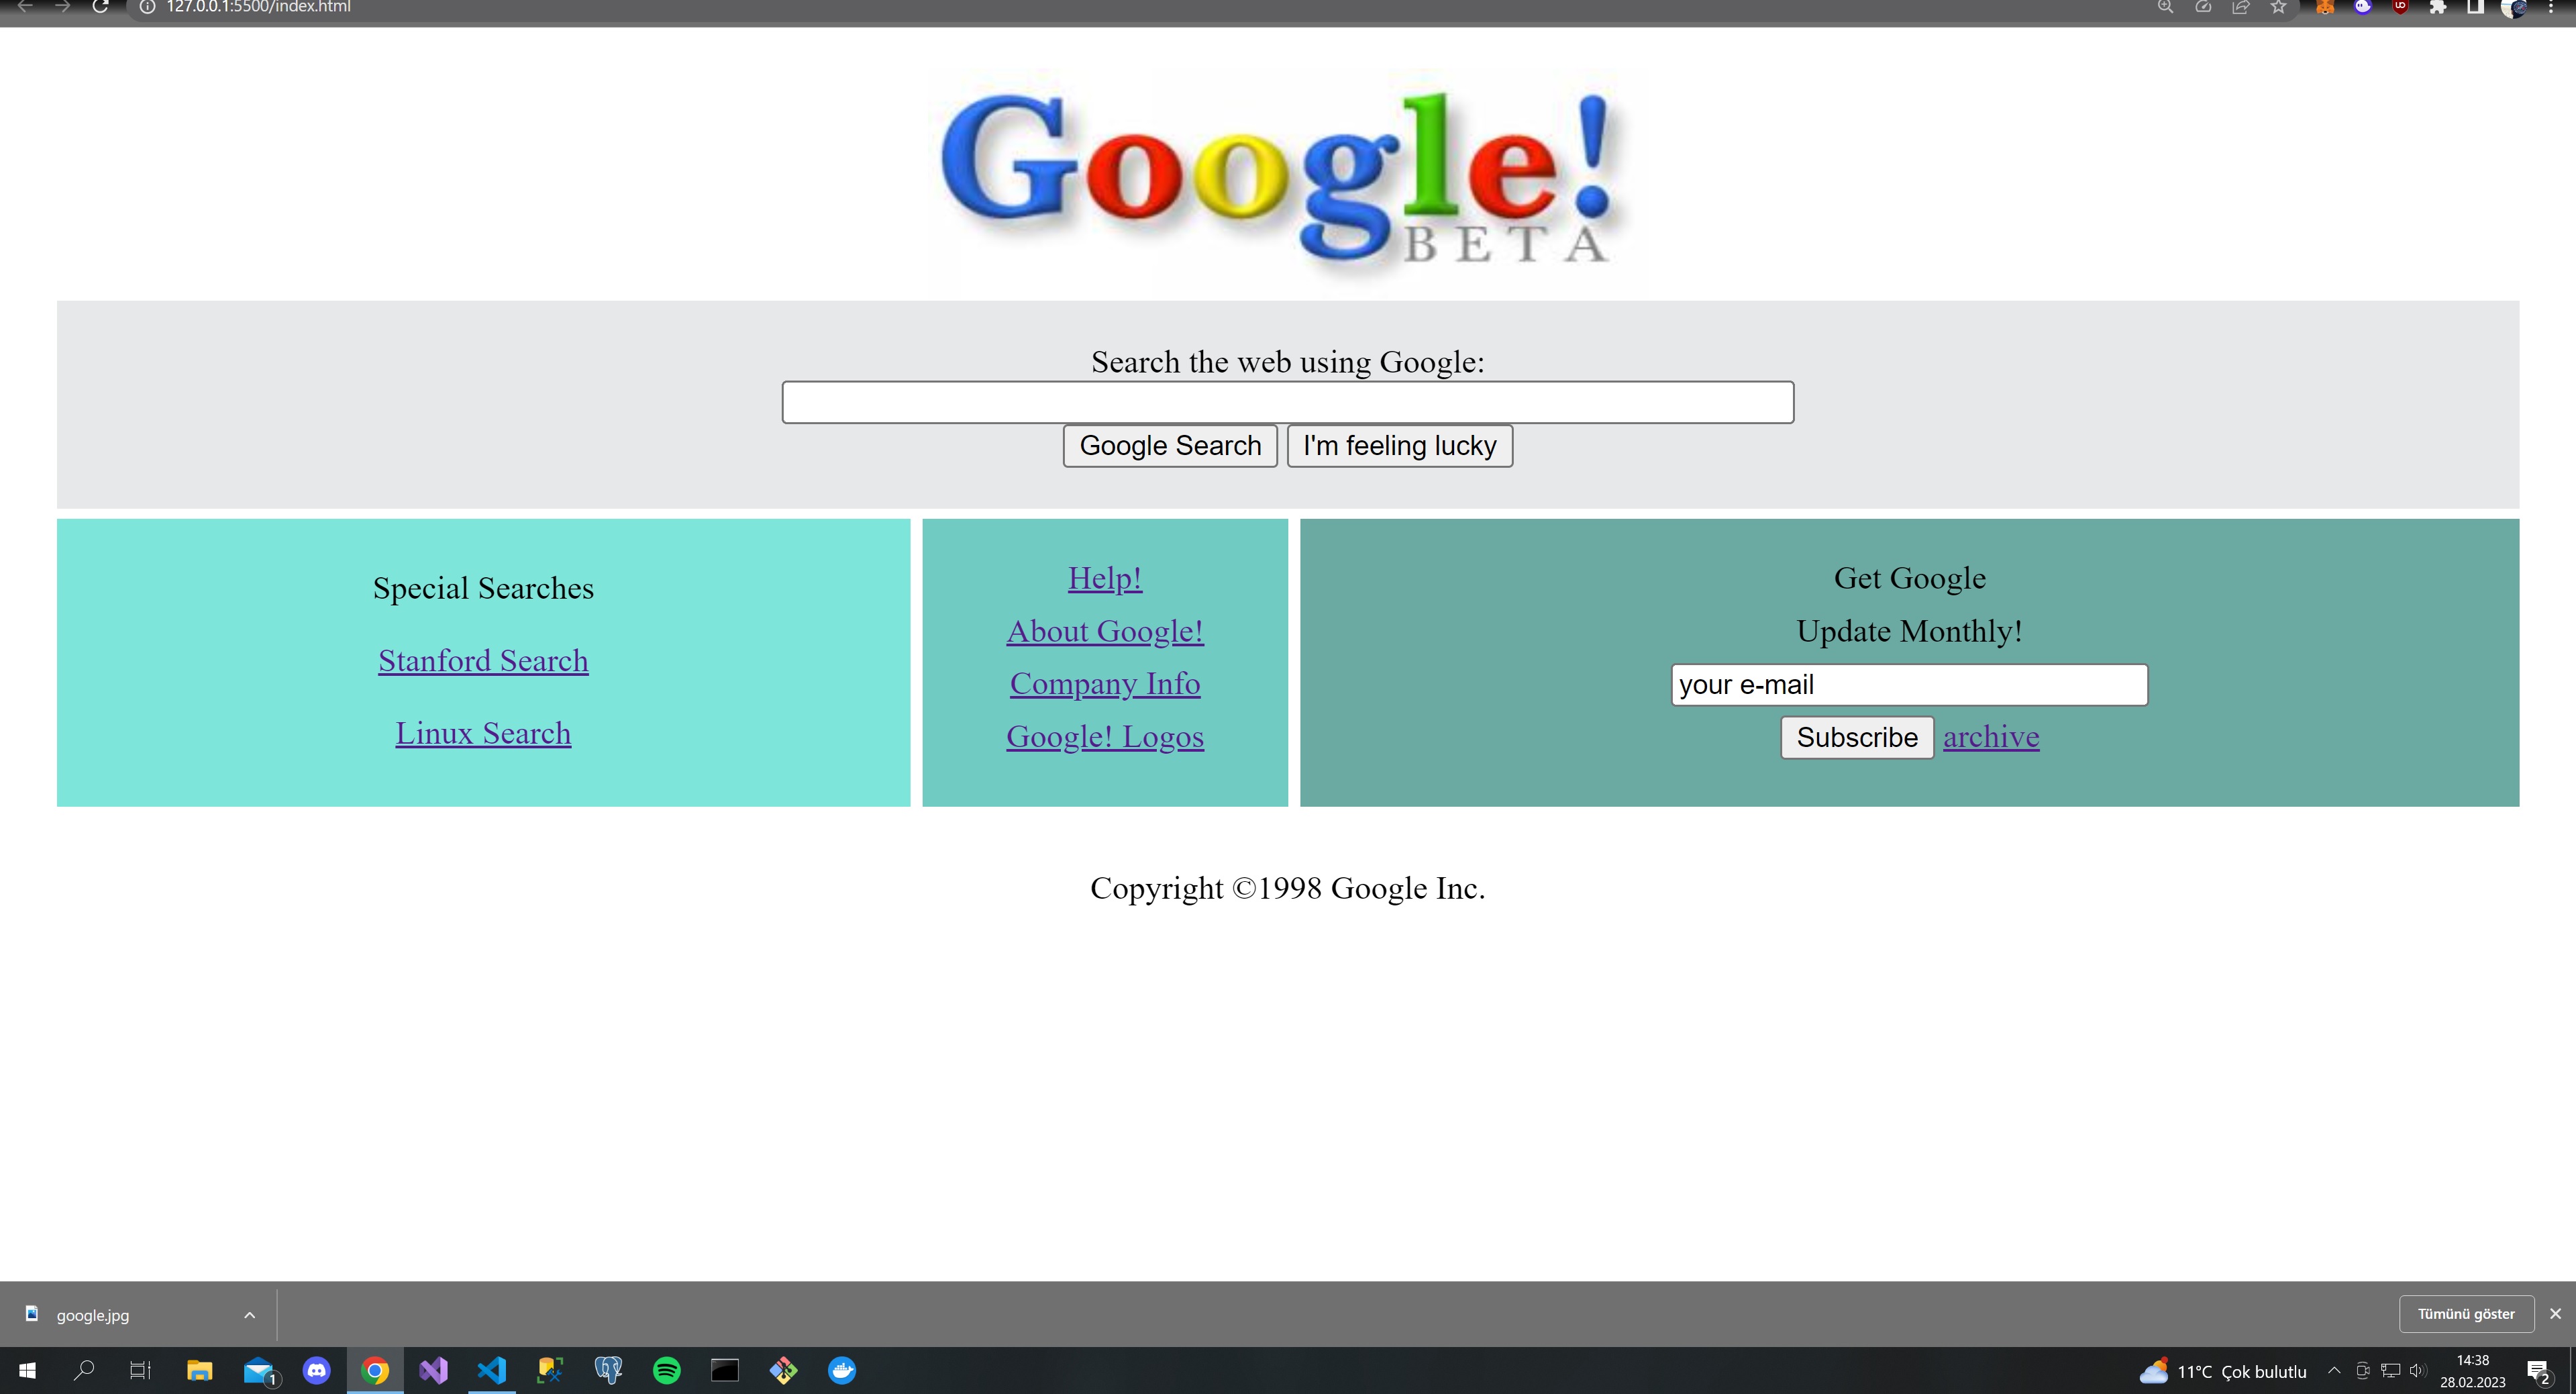 127.0.0.1:5500/index.html
Google!
BETA
Search the web using Google:
Google Search I'm feeling lucky
Special Searches
Stanford Search
Linux Search
Help!
About Google!
Company Info
Google! Logos
Get Google
Update Monthly!
your e-mail
Subscribe archive
Copyright ©1998 Google Inc.
google.jpg
Tümünü göster
1
11°C Çok bulutlu
14:38
28.02.2023
2